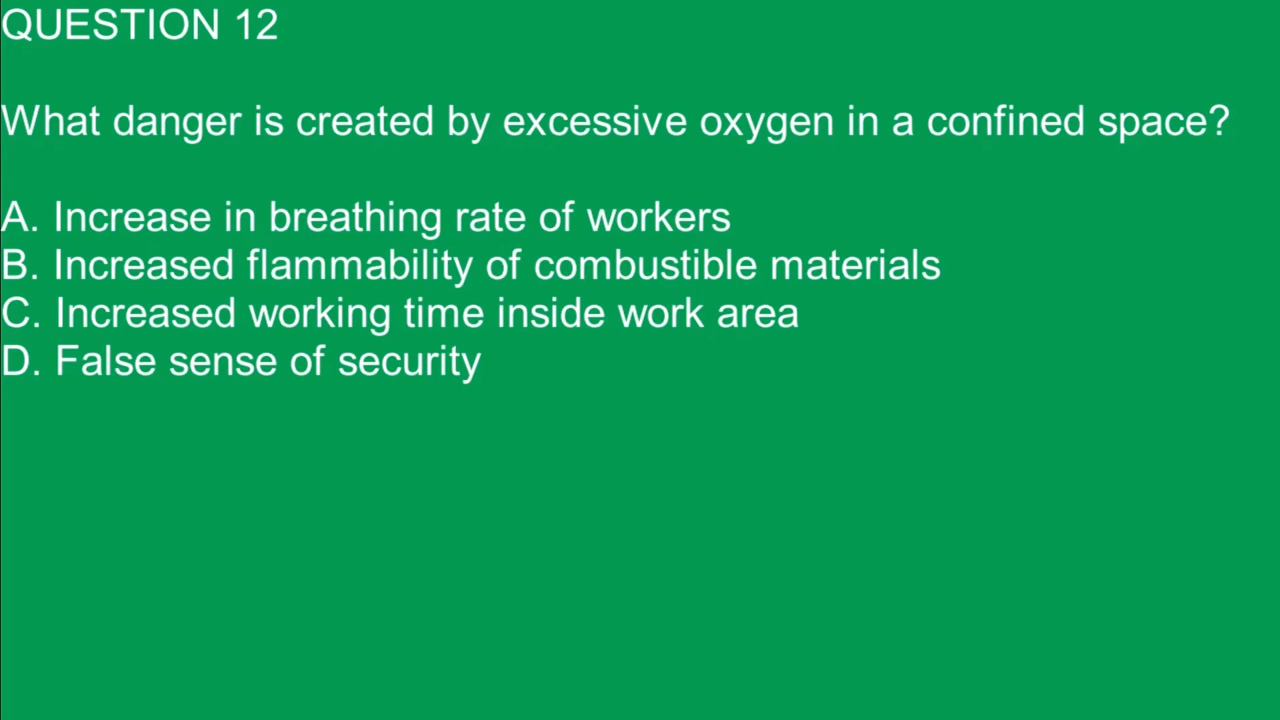 QUESTION 12
What danger is created by excessive oxygen in a confined space?
A. Increase in breathing rate of workers
B. Increased flammability of combustible materials
C. Increased working time inside work area
D. False sense of security